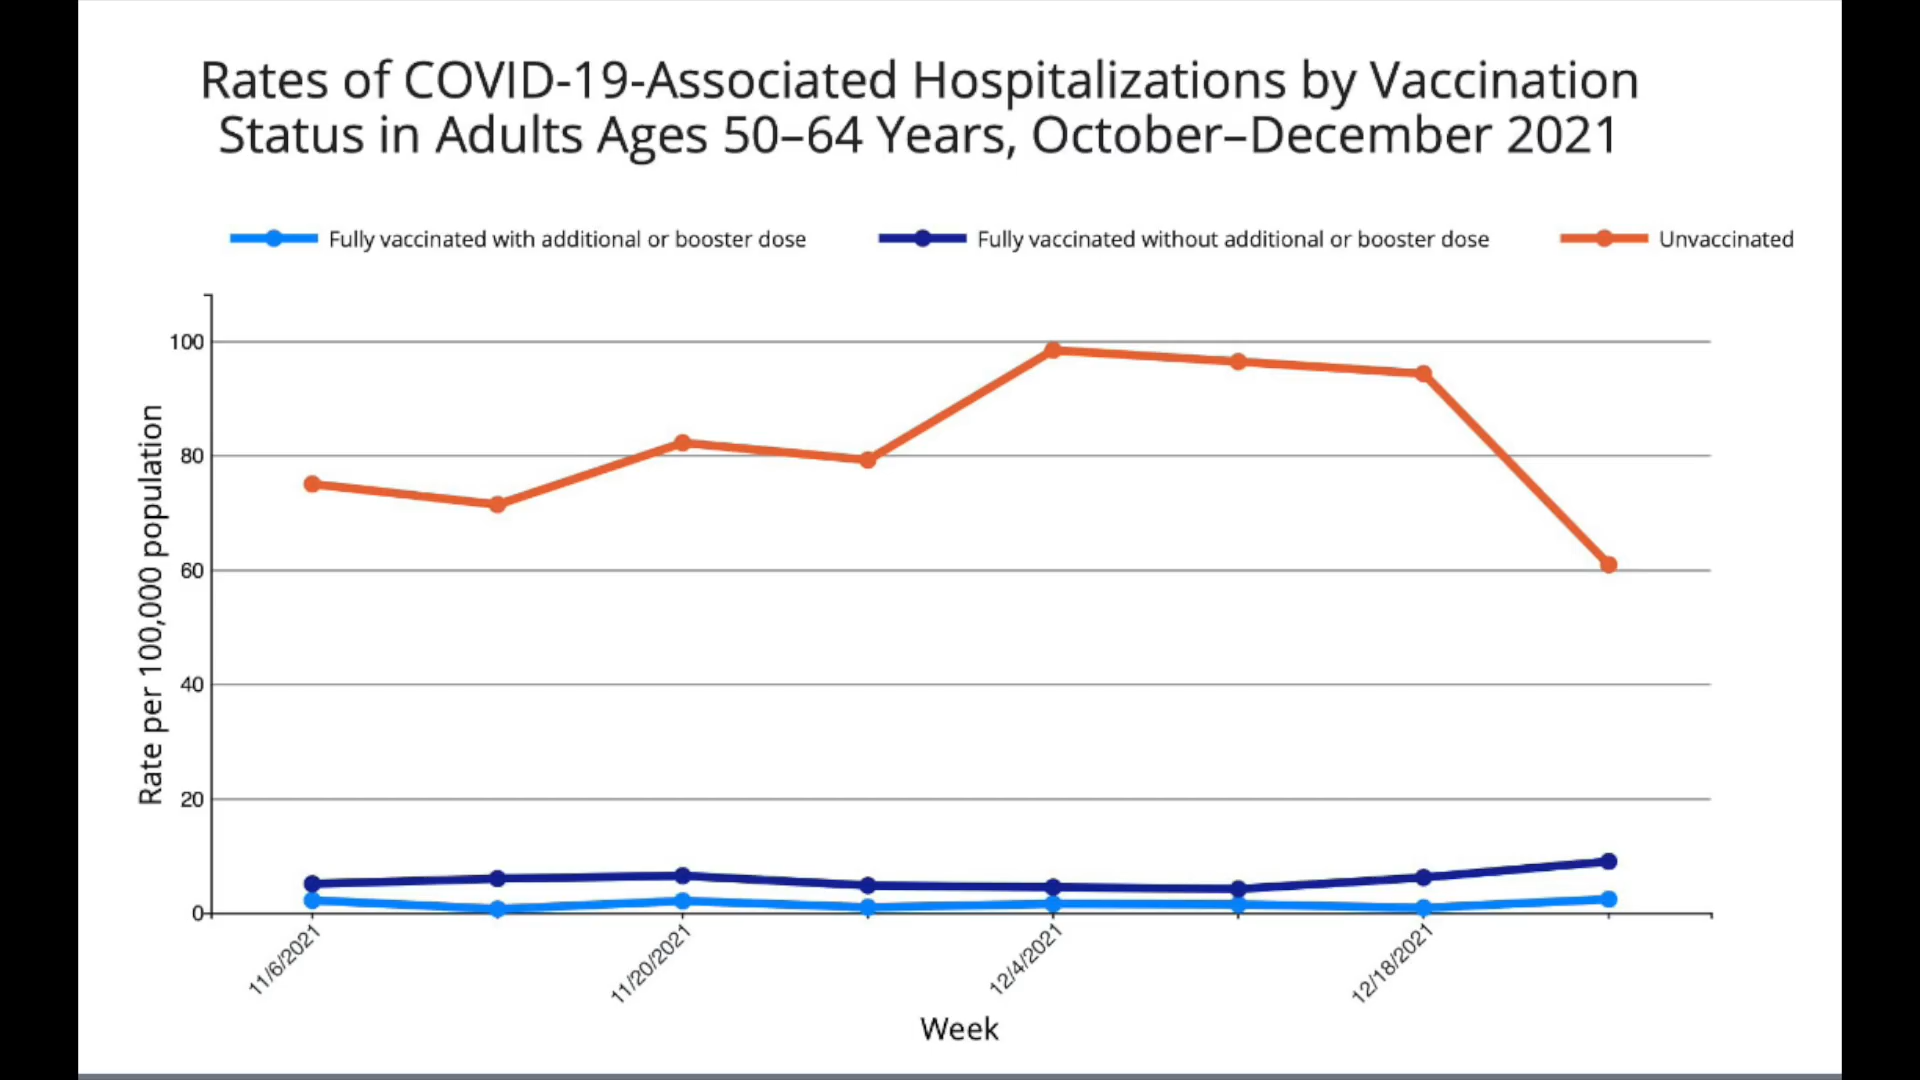 Rates of COVID-19-Associated Hospitalizations by Vaccination
Status in Adults Ages 50–64 Years, October–December 2021
Fully vaccinated with additional or booster dose
Fully vaccinated without additional or booster dose
Unvaccinated
Rate per 100,000 population
100
80
60
40
20
0
11/6/2021
11/20/2021
12/4/2021
12/18/2021
Week